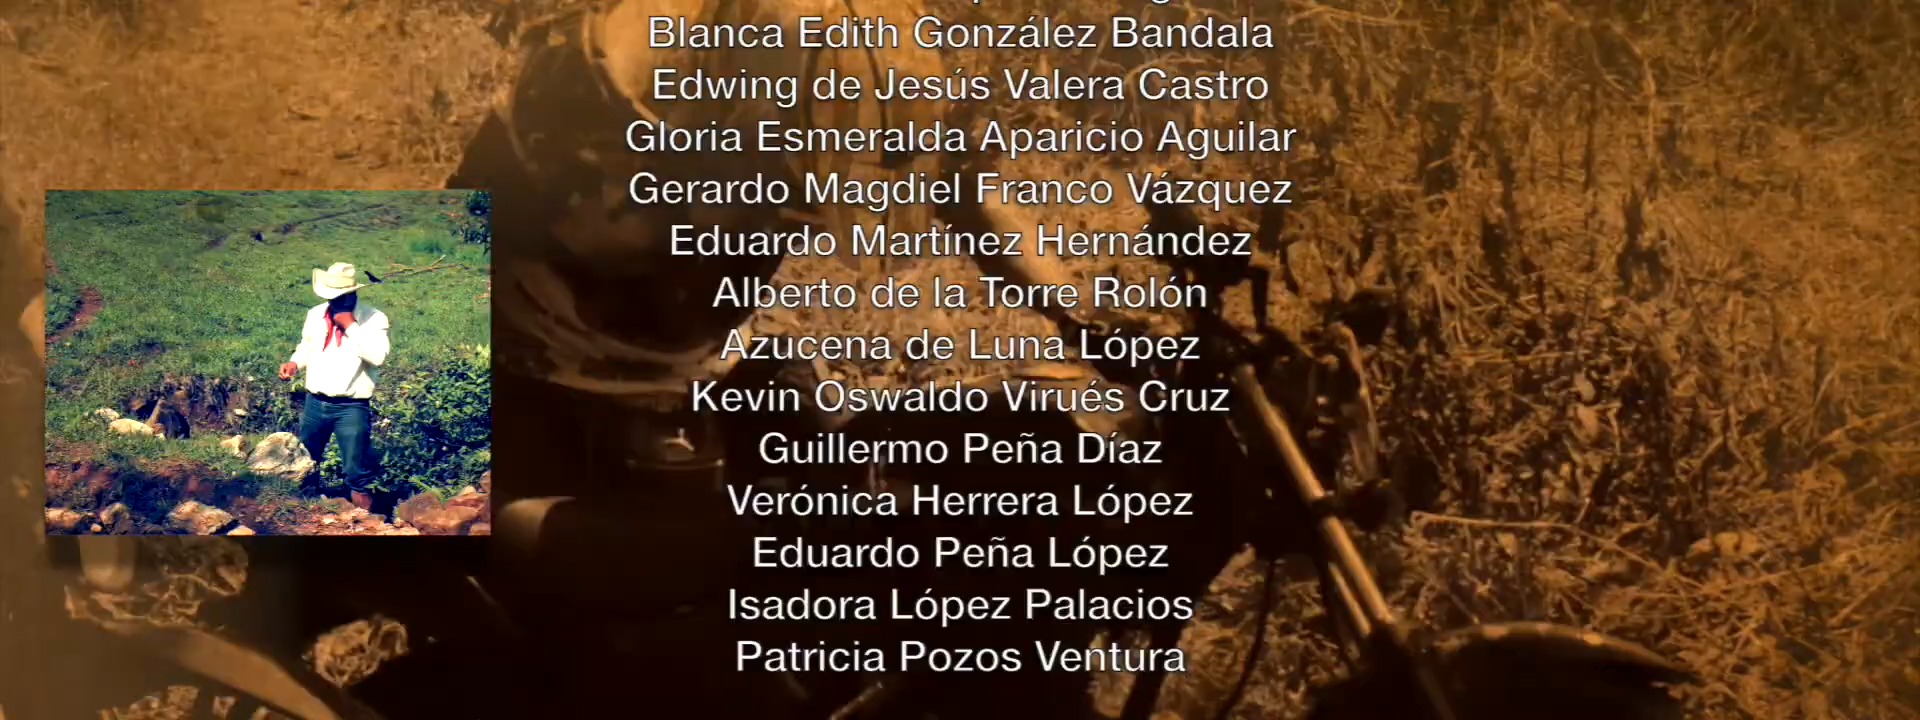 Blanca Edith González Bandala
Edwing de Jesús Valera Castro
Gloria Esmeralda Aparicio Aguilar
Gerardo Magdiel Franco Vázquez
Eduardo Martínez Hernández
Alberto de la Torre Rolón
Azucena de Luna López
Kevin Oswaldo Virués Cruz
Guillermo Peña Díaz
Verónica Herrera López
Eduardo Peña López
Isadora López Palacios
Patricia Pozos Ventura